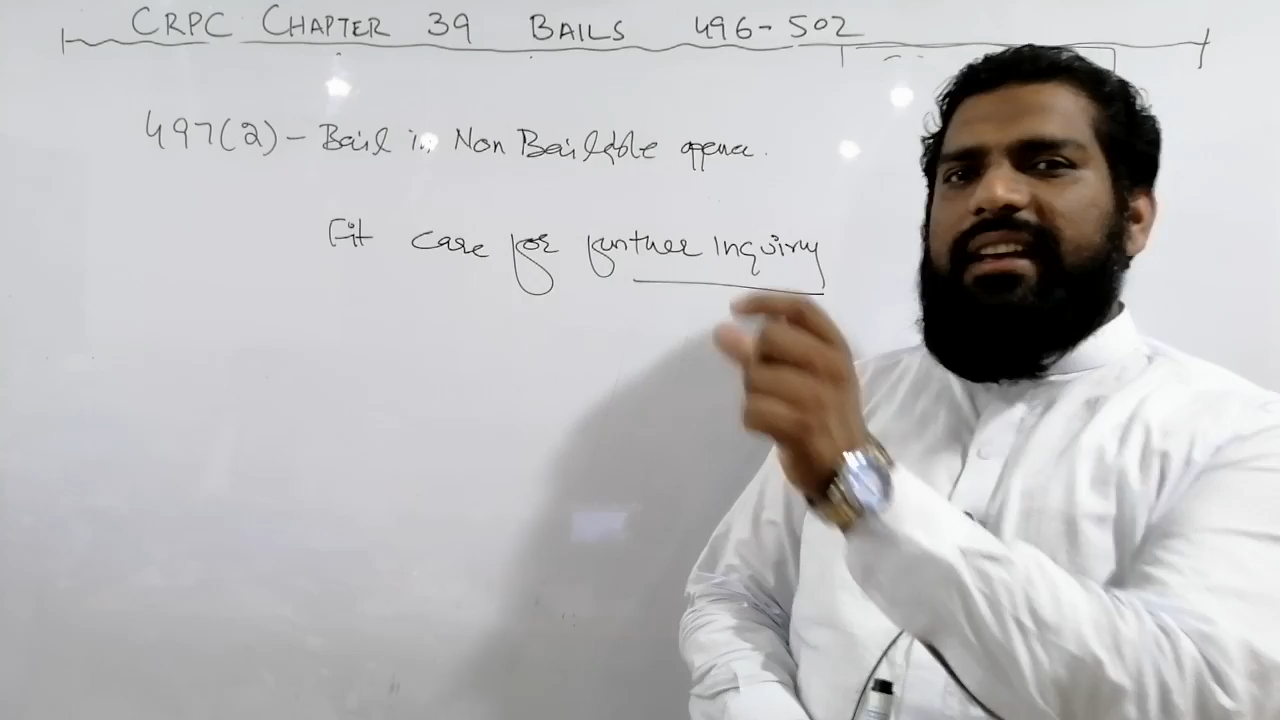 CRPC CHAPTER 39 BAILS 496-502
497(2) - Bail in Non Bailable offence.
Fit case for further inquiry